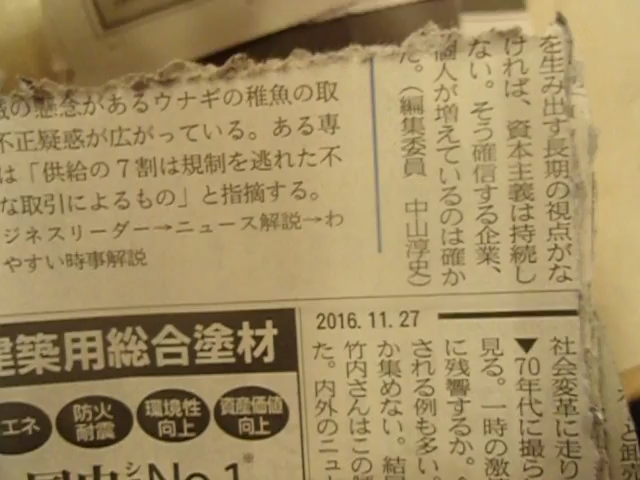 を生み出す長期の視点がな
ければ、資本主義は持続し
ない。そう確信する企業、
個人が増えているのは確か
だ。（編集委員　中山淳史）
の懸念があるウナギの稚魚の取
不正疑惑が広がっている。ある専
は「供給の7割は規制を逃れた不
な取引によるもの」と指摘する。
ジネスリーダー→ニュース解説→わ
やすい時事解説
2016.11.27
社会変革に走り
▼70年代に撮ら
見る。一時の激
に残響するか。
される例も多い。
か集めない。結
竹内さんはこの
た。内外のニュ
建築用総合塗材
エネ
防火
耐震
環境性
向上
資産価値
向上
No.1※
と卸売